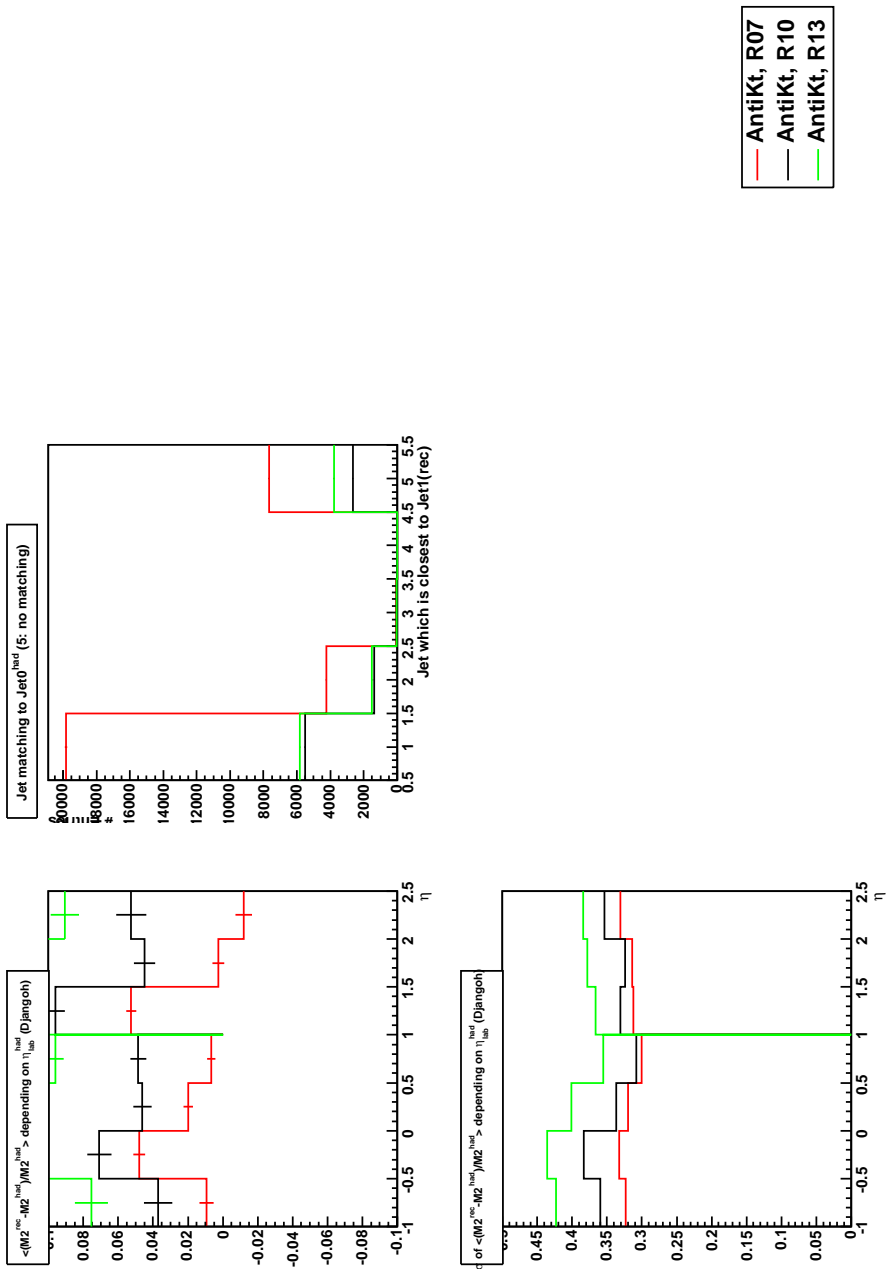 <(M2^rec -M2^had)/M2^had> depending on η_lab^had (Djangoh)
0.08
0.06
0.04
0.02
0
-0.02
-0.04
-0.06
-0.08
-0.1
-1 -0.5 0 0.5 1 1.5 2 2.5
η
Jet matching to Jet0^had (5: no matching)
20000
18000
16000
14000
12000
10000
8000
6000
4000
2000
0
0.5 1 1.5 2 2.5 3 3.5 4 4.5 5 5.5
Jet which is closest to Jet1(rec)
of <(M2^rec -M2^had)/M2^had> depending on η_lab^had (Djangoh)
0.45
0.4
0.35
0.3
0.25
0.2
0.15
0.1
0.05
0
-1 -0.5 0 0.5 1 1.5 2 2.5
η
AntiKt, R07
AntiKt, R10
AntiKt, R13